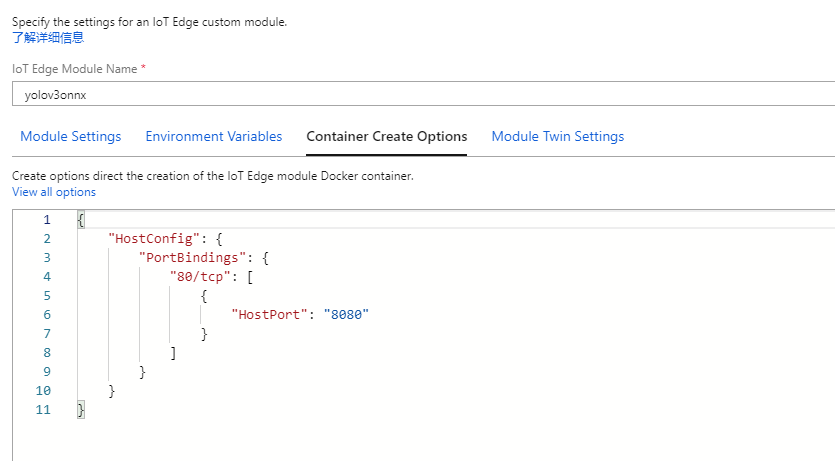 Specify the settings for an IoT Edge custom module.
了解详细信息
IoT Edge Module Name *
yolov3onnx
Module Settings Environment Variables Container Create Options Module Twin Settings
Create options direct the creation of the IoT Edge module Docker container.
View all options
1 {
2 "HostConfig": {
3 "PortBindings": {
4 "80/tcp": [
5 {
6 "HostPort": "8080"
7 }
8 ]
9 }
10 }
11 }